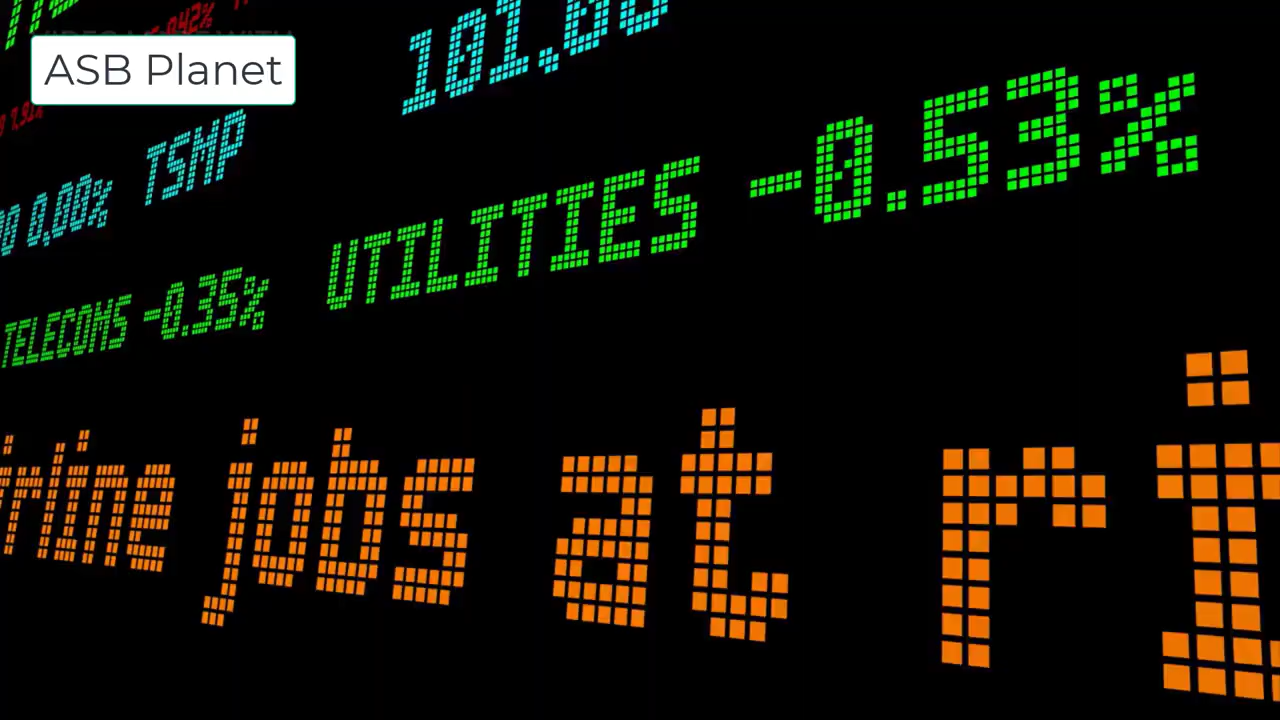 ASB Planet
101,00
0,00%
TSMP
UTILITIES -0.53%
TELECOMS -0.35%
jobs at